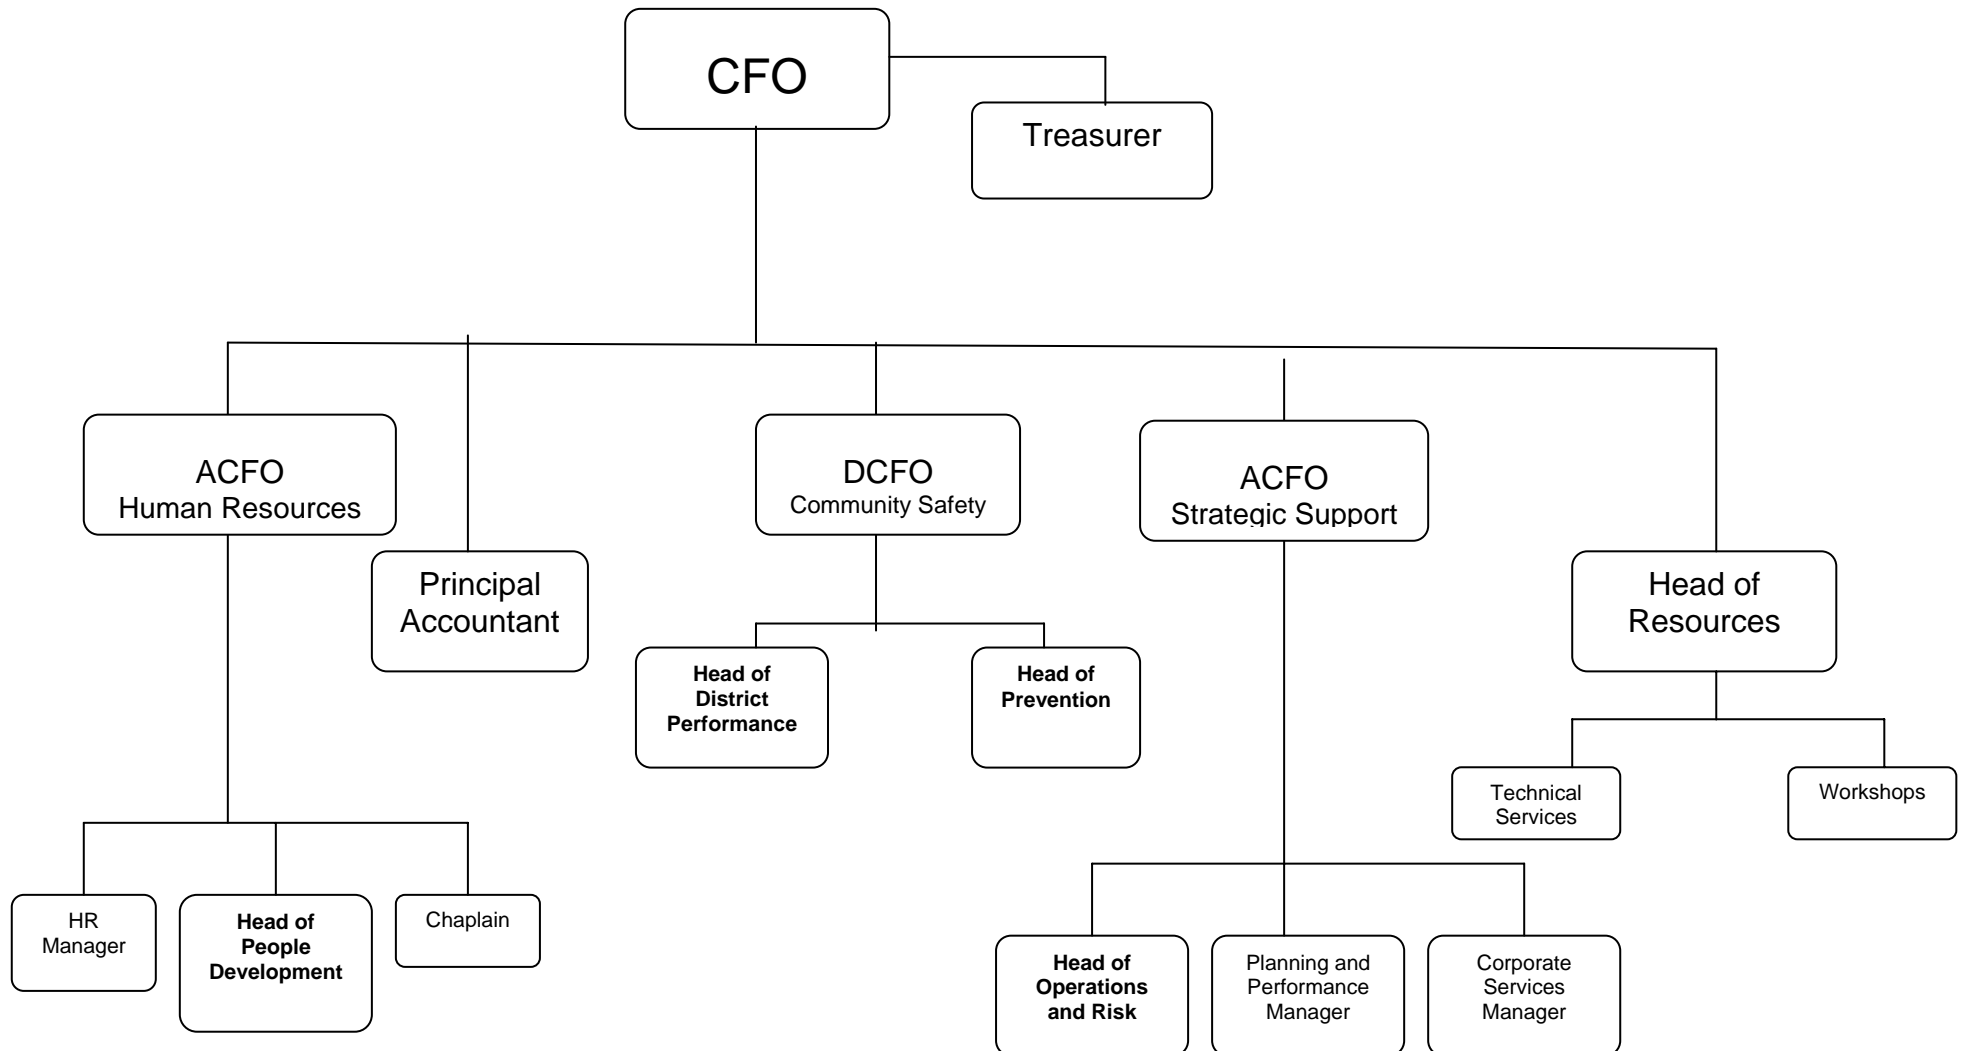 CFO
Treasurer
ACFO
Human Resources
Principal
Accountant
DCFO
Community Safety
ACFO
Strategic Support
Head of
Resources
Head of
District
Performance
Head of
Prevention
Technical
Services
Workshops
HR
Manager
Head of
People
Development
Chaplain
Head of
Operations
and Risk
Planning and
Performance
Manager
Corporate
Services
Manager